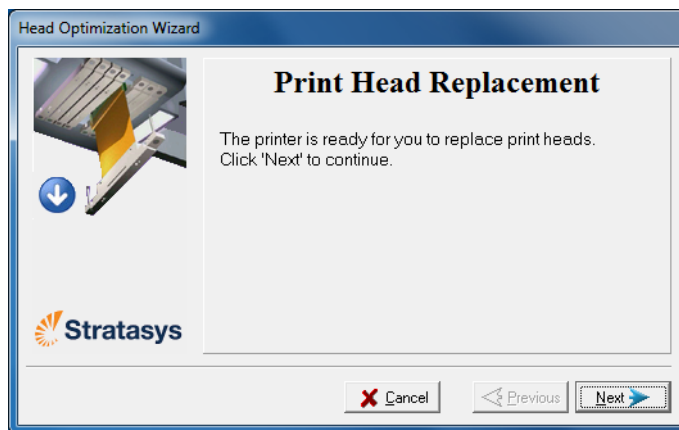 Head Optimization Wizard
Print Head Replacement
The printer is ready for you to replace print heads.
Click 'Next' to continue.
Stratasys
Cancel
Previous
Next